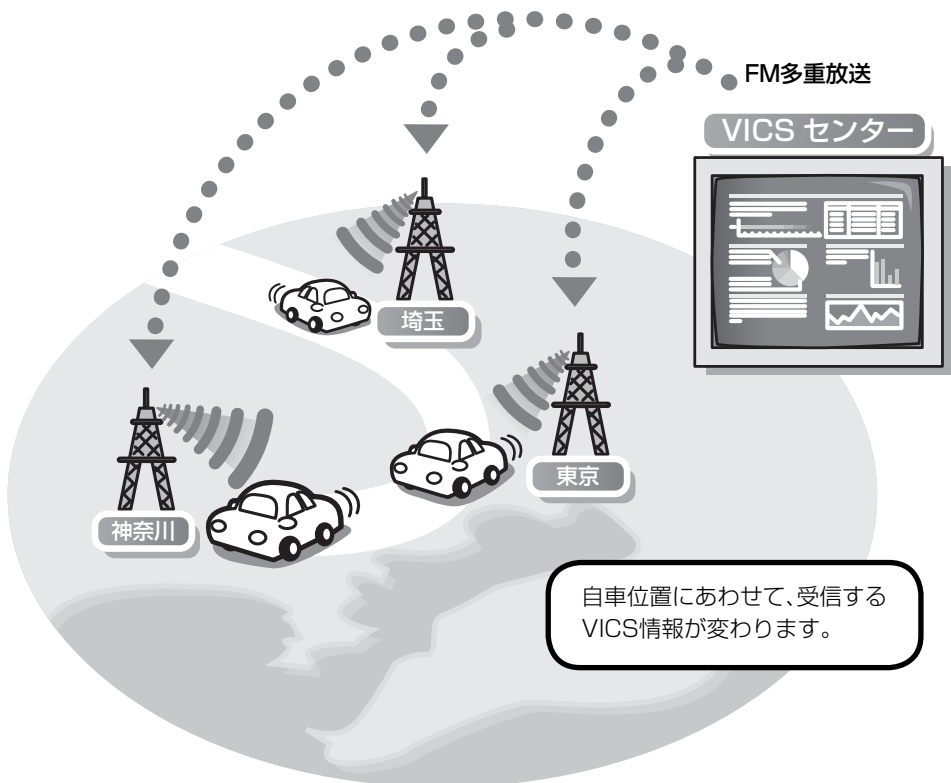 FM多重放送
VICS センター
埼玉
東京
神奈川
自車位置にあわせて、受信する
VICS情報が変わります。